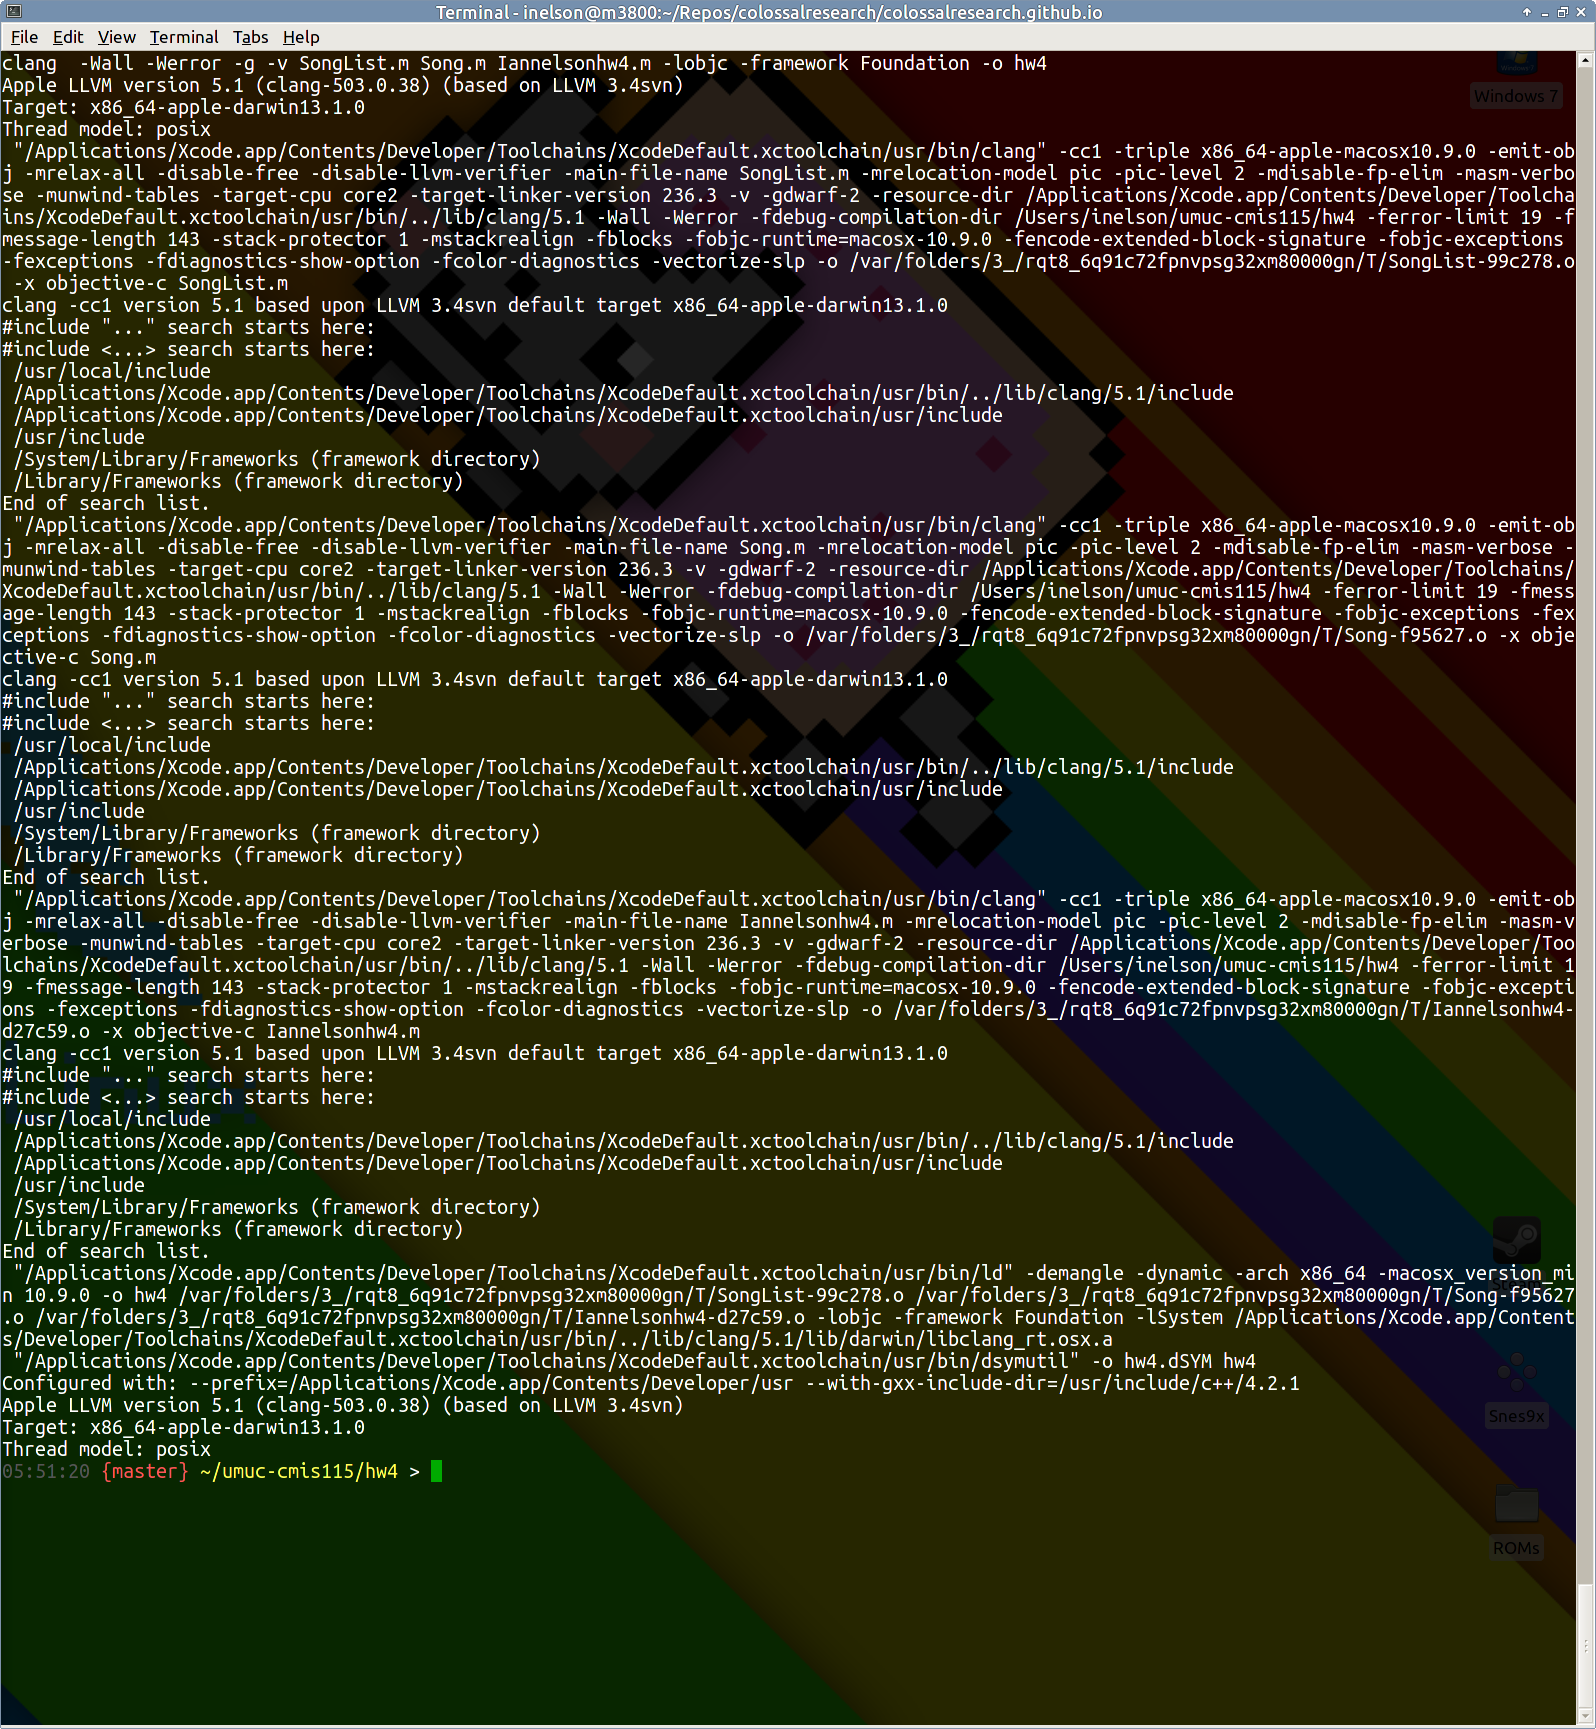 Terminal - inelson@m3800:~/Repos/colossalresearch/colossalresearch.github.io
File Edit View Terminal Tabs Help
clang  -Wall -Werror -g -v SongList.m Song.m Iannelsonhw4.m -lobjc -framework Foundation -o hw4
Apple LLVM version 5.1 (clang-503.0.38) (based on LLVM 3.4svn)
Target: x86_64-apple-darwin13.1.0
Thread model: posix
 "/Applications/Xcode.app/Contents/Developer/Toolchains/XcodeDefault.xctoolchain/usr/bin/clang" -cc1 -triple x86_64-apple-macosx10.9.0 -emit-ob
j -mrelax-all -disable-free -disable-llvm-verifier -main-file-name SongList.m -mrelocation-model pic -pic-level 2 -mdisable-fp-elim -masm-verbo
se -munwind-tables -target-cpu core2 -target-linker-version 236.3 -v -gdwarf-2 -resource-dir /Applications/Xcode.app/Contents/Developer/Toolcha
ins/XcodeDefault.xctoolchain/usr/bin/../lib/clang/5.1 -Wall -Werror -fdebug-compilation-dir /Users/inelson/umuc-cmis115/hw4 -ferror-limit 19 -f
message-length 143 -stack-protector 1 -mstackrealign -fblocks -fobjc-runtime=macosx-10.9.0 -fencode-extended-block-signature -fobjc-exceptions 
-fexceptions -fdiagnostics-show-option -fcolor-diagnostics -vectorize-slp -o /var/folders/3_/rqt8_6q91c72fpnvpsg32xm80000gn/T/SongList-99c278.o
 -x objective-c SongList.m
clang -cc1 version 5.1 based upon LLVM 3.4svn default target x86_64-apple-darwin13.1.0
#include "..." search starts here:
#include <...> search starts here:
 /usr/local/include
 /Applications/Xcode.app/Contents/Developer/Toolchains/XcodeDefault.xctoolchain/usr/bin/../lib/clang/5.1/include
 /Applications/Xcode.app/Contents/Developer/Toolchains/XcodeDefault.xctoolchain/usr/include
 /usr/include
 /System/Library/Frameworks (framework directory)
 /Library/Frameworks (framework directory)
End of search list.
 "/Applications/Xcode.app/Contents/Developer/Toolchains/XcodeDefault.xctoolchain/usr/bin/clang" -cc1 -triple x86_64-apple-macosx10.9.0 -emit-ob
j -mrelax-all -disable-free -disable-llvm-verifier -main-file-name Song.m -mrelocation-model pic -pic-level 2 -mdisable-fp-elim -masm-verbose -
munwind-tables -target-cpu core2 -target-linker-version 236.3 -v -gdwarf-2 -resource-dir /Applications/Xcode.app/Contents/Developer/Toolchains/
XcodeDefault.xctoolchain/usr/bin/../lib/clang/5.1 -Wall -Werror -fdebug-compilation-dir /Users/inelson/umuc-cmis115/hw4 -ferror-limit 19 -fmess
age-length 143 -stack-protector 1 -mstackrealign -fblocks -fobjc-runtime=macosx-10.9.0 -fencode-extended-block-signature -fobjc-exceptions -fex
ceptions -fdiagnostics-show-option -fcolor-diagnostics -vectorize-slp -o /var/folders/3_/rqt8_6q91c72fpnvpsg32xm80000gn/T/Song-f95627.o -x obje
ctive-c Song.m
clang -cc1 version 5.1 based upon LLVM 3.4svn default target x86_64-apple-darwin13.1.0
#include "..." search starts here:
#include <...> search starts here:
 /usr/local/include
 /Applications/Xcode.app/Contents/Developer/Toolchains/XcodeDefault.xctoolchain/usr/bin/../lib/clang/5.1/include
 /Applications/Xcode.app/Contents/Developer/Toolchains/XcodeDefault.xctoolchain/usr/include
 /usr/include
 /System/Library/Frameworks (framework directory)
 /Library/Frameworks (framework directory)
End of search list.
 "/Applications/Xcode.app/Contents/Developer/Toolchains/XcodeDefault.xctoolchain/usr/bin/clang" -cc1 -triple x86_64-apple-macosx10.9.0 -emit-ob
j -mrelax-all -disable-free -disable-llvm-verifier -main-file-name Iannelsonhw4.m -mrelocation-model pic -pic-level 2 -mdisable-fp-elim -masm-v
erbose -munwind-tables -target-cpu core2 -target-linker-version 236.3 -v -gdwarf-2 -resource-dir /Applications/Xcode.app/Contents/Developer/Too
lchains/XcodeDefault.xctoolchain/usr/bin/../lib/clang/5.1 -Wall -Werror -fdebug-compilation-dir /Users/inelson/umuc-cmis115/hw4 -ferror-limit 1
9 -fmessage-length 143 -stack-protector 1 -mstackrealign -fblocks -fobjc-runtime=macosx-10.9.0 -fencode-extended-block-signature -fobjc-excepti
ons -fexceptions -fdiagnostics-show-option -fcolor-diagnostics -vectorize-slp -o /var/folders/3_/rqt8_6q91c72fpnvpsg32xm80000gn/T/Iannelsonhw4-
d27c59.o -x objective-c Iannelsonhw4.m
clang -cc1 version 5.1 based upon LLVM 3.4svn default target x86_64-apple-darwin13.1.0
#include "..." search starts here:
#include <...> search starts here:
 /usr/local/include
 /Applications/Xcode.app/Contents/Developer/Toolchains/XcodeDefault.xctoolchain/usr/bin/../lib/clang/5.1/include
 /Applications/Xcode.app/Contents/Developer/Toolchains/XcodeDefault.xctoolchain/usr/include
 /usr/include
 /System/Library/Frameworks (framework directory)
 /Library/Frameworks (framework directory)
End of search list.
 "/Applications/Xcode.app/Contents/Developer/Toolchains/XcodeDefault.xctoolchain/usr/bin/ld" -demangle -dynamic -arch x86_64 -macosx_version_mi
n 10.9.0 -o hw4 /var/folders/3_/rqt8_6q91c72fpnvpsg32xm80000gn/T/SongList-99c278.o /var/folders/3_/rqt8_6q91c72fpnvpsg32xm80000gn/T/Song-f95627
.o /var/folders/3_/rqt8_6q91c72fpnvpsg32xm80000gn/T/Iannelsonhw4-d27c59.o -lobjc -framework Foundation -lSystem /Applications/Xcode.app/Content
s/Developer/Toolchains/XcodeDefault.xctoolchain/usr/bin/../lib/clang/5.1/lib/darwin/libclang_rt.osx.a
 "/Applications/Xcode.app/Contents/Developer/Toolchains/XcodeDefault.xctoolchain/usr/bin/dsymutil" -o hw4.dSYM hw4
Configured with: --prefix=/Applications/Xcode.app/Contents/Developer/usr --with-gxx-include-dir=/usr/include/c++/4.2.1
Apple LLVM version 5.1 (clang-503.0.38) (based on LLVM 3.4svn)
Target: x86_64-apple-darwin13.1.0
Thread model: posix
05:51:20 {master} ~/umuc-cmis115/hw4 >
Windows 7
Snes9x
ROMs